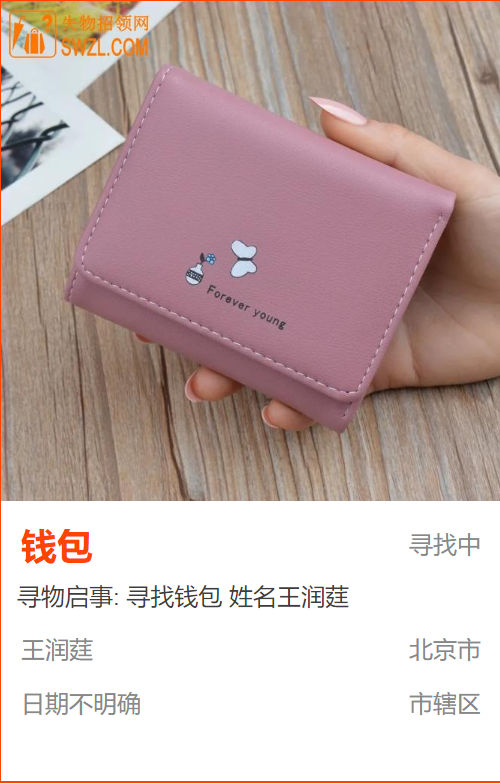 失物招领网
SWZL.COM
Forever young
钱包
寻找中
寻物启事: 寻找钱包 姓名王润莛
王润莛
北京市
日期不明确
市辖区